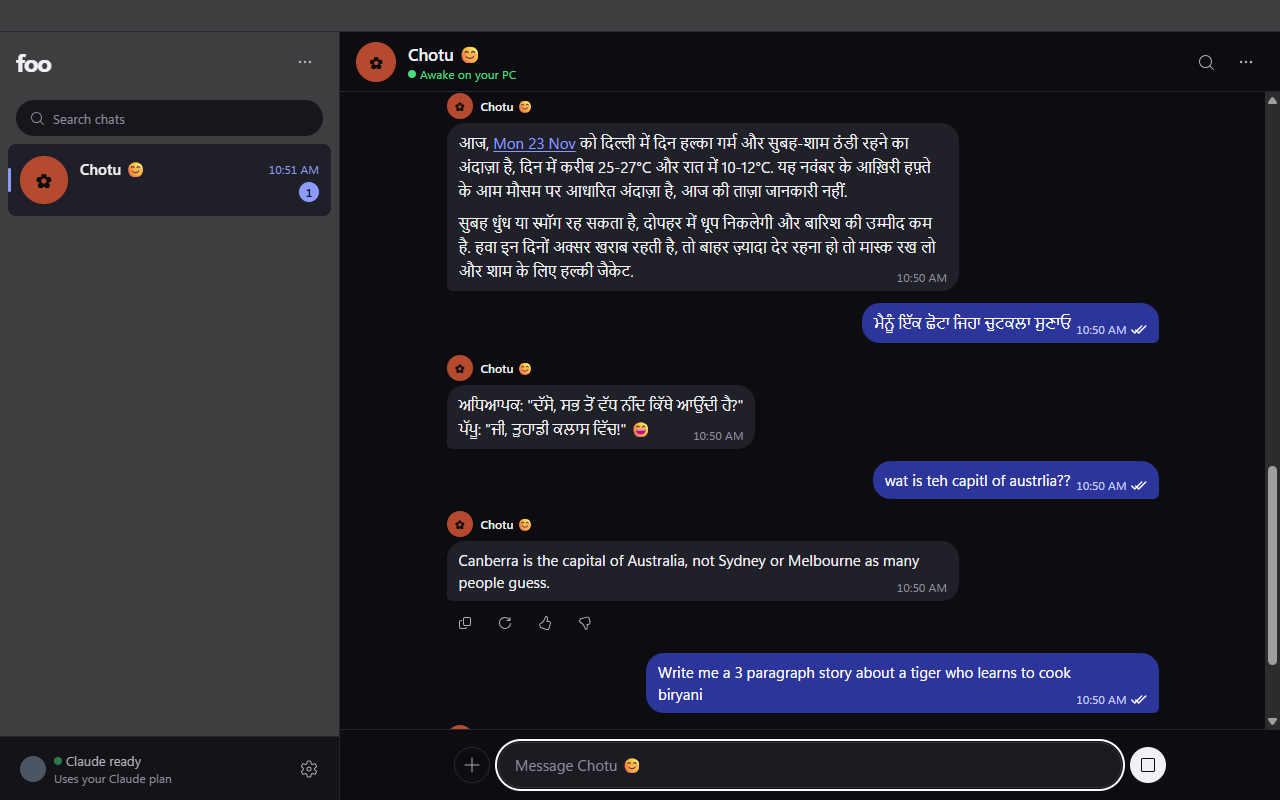 foo
Search chats
Chotu 😊
10:51 AM
1
Claude ready
Uses your Claude plan
Chotu 😊
Awake on your PC
Chotu 😊
आज, Mon 23 Nov को दिल्ली में दिन हल्का गर्म और सुबह-शाम ठंडी रहने का
अंदाज़ा है, दिन में करीब 25-27°C और रात में 10-12°C. यह नवंबर के आख़िरी हफ़्ते
के आम मौसम पर आधारित अंदाज़ा है, आज की ताज़ा जानकारी नहीं.
सुबह धुंध या स्मॉग रह सकता है, दोपहर में धूप निकलेगी और बारिश की उम्मीद कम
है. हवा इन दिनों अक्सर खराब रहती है, तो बाहर ज़्यादा देर रहना हो तो मास्क रख लो
और शाम के लिए हल्की जैकेट.
10:50 AM
ਮੈਨੂੰ ਇੱਕ ਛੋਟਾ ਜਿਹਾ ਚੁਟਕਲਾ ਸੁਣਾਓ 10:50 AM
Chotu 😊
ਅਧਿਆਪਕ: "ਦੱਸੋ, ਸਭ ਤੋਂ ਵੱਧ ਨੀਂਦ ਕਿੱਥੇ ਆਉਂਦੀ ਹੈ?"
ਪੱਪੂ: "ਜੀ, ਤੁਹਾਡੀ ਕਲਾਸ ਵਿੱਚ!" 😄
10:50 AM
wat is teh capitl of austrlia?? 10:50 AM
Chotu 😊
Canberra is the capital of Australia, not Sydney or Melbourne as many
people guess.
10:50 AM
Write me a 3 paragraph story about a tiger who learns to cook
biryani
10:50 AM
Message Chotu 😊